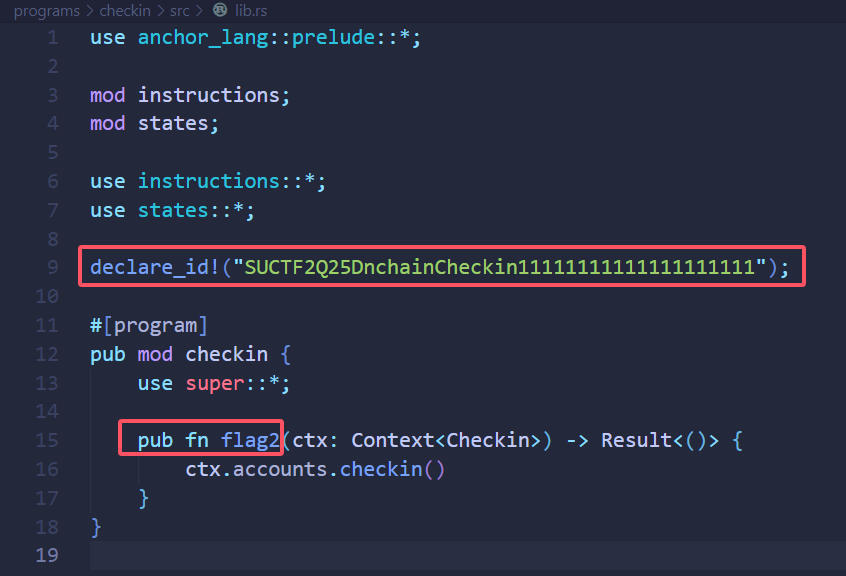 programs > checkin > src > lib.rs
1 use anchor_lang::prelude::*;
2
3 mod instructions;
4 mod states;
5
6 use instructions::*;
7 use states::*;
8
9 declare_id!("SUCTF2Q25DnchainCheckin11111111111111111111");
10
11 #[program]
12 pub mod checkin {
13     use super::*;
14
15     pub fn flag2(ctx: Context<Checkin>) -> Result<()> {
16         ctx.accounts.checkin()
17     }
18 }
19